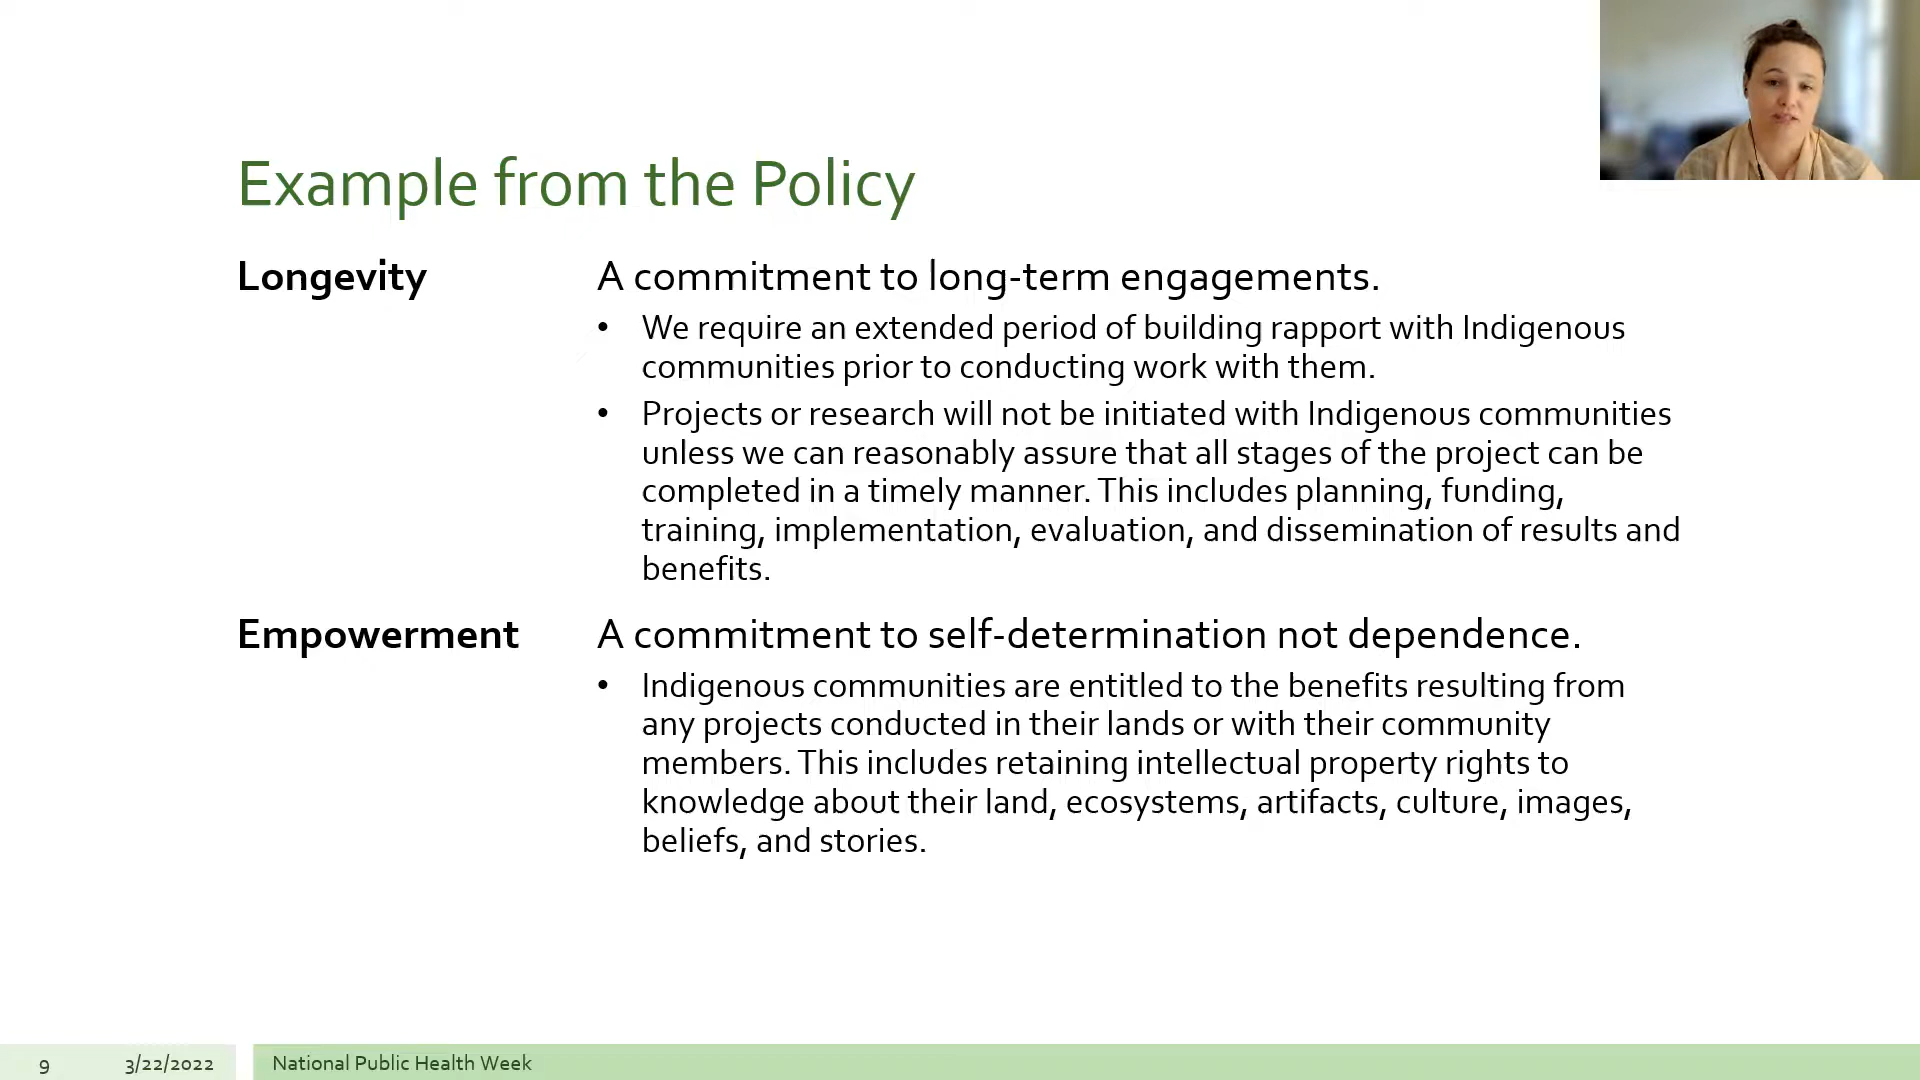 Example from the Policy
Longevity
A commitment to long-term engagements.
• We require an extended period of building rapport with Indigenous
communities prior to conducting work with them.
• Projects or research will not be initiated with Indigenous communities
unless we can reasonably assure that all stages of the project can be
completed in a timely manner. This includes planning, funding,
training, implementation, evaluation, and dissemination of results and
benefits.
Empowerment
A commitment to self-determination not dependence.
• Indigenous communities are entitled to the benefits resulting from
any projects conducted in their lands or with their community
members. This includes retaining intellectual property rights to
knowledge about their land, ecosystems, artifacts, culture, images,
beliefs, and stories.
9
3/22/2022
National Public Health Week